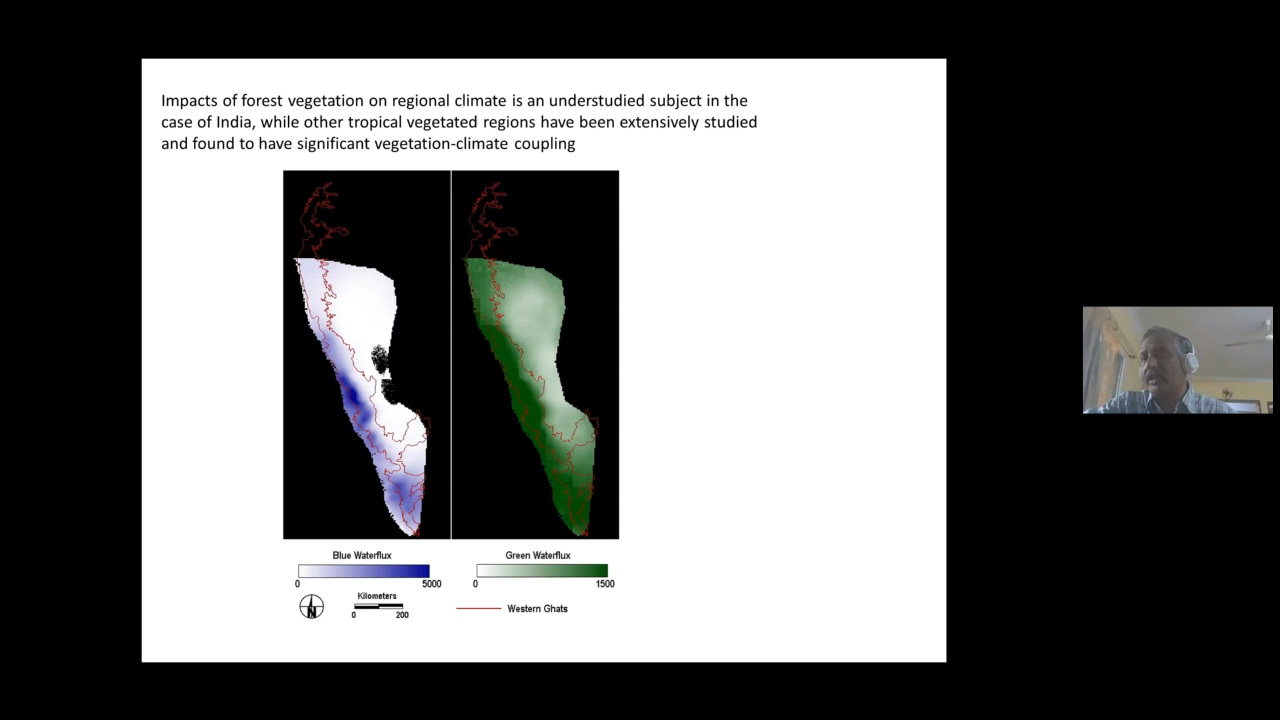 Impacts of forest vegetation on regional climate is an understudied subject in the
case of India, while other tropical vegetated regions have been extensively studied
and found to have significant vegetation-climate coupling
Blue Waterflux
0 5000
Green Waterflux
0 1500
N
Kilometers
0 200
Western Ghats